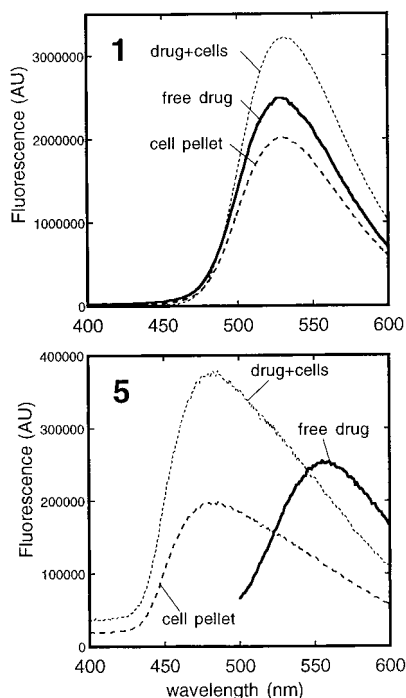 1
drug+cells
free drug
cell pellet
Fluorescence (AU)
3000000
2000000
1000000
0
400 450 500 550 600
5
drug+cells
free drug
cell pellet
Fluorescence (AU)
400000
300000
200000
100000
0
400 450 500 550 600
wavelength (nm)